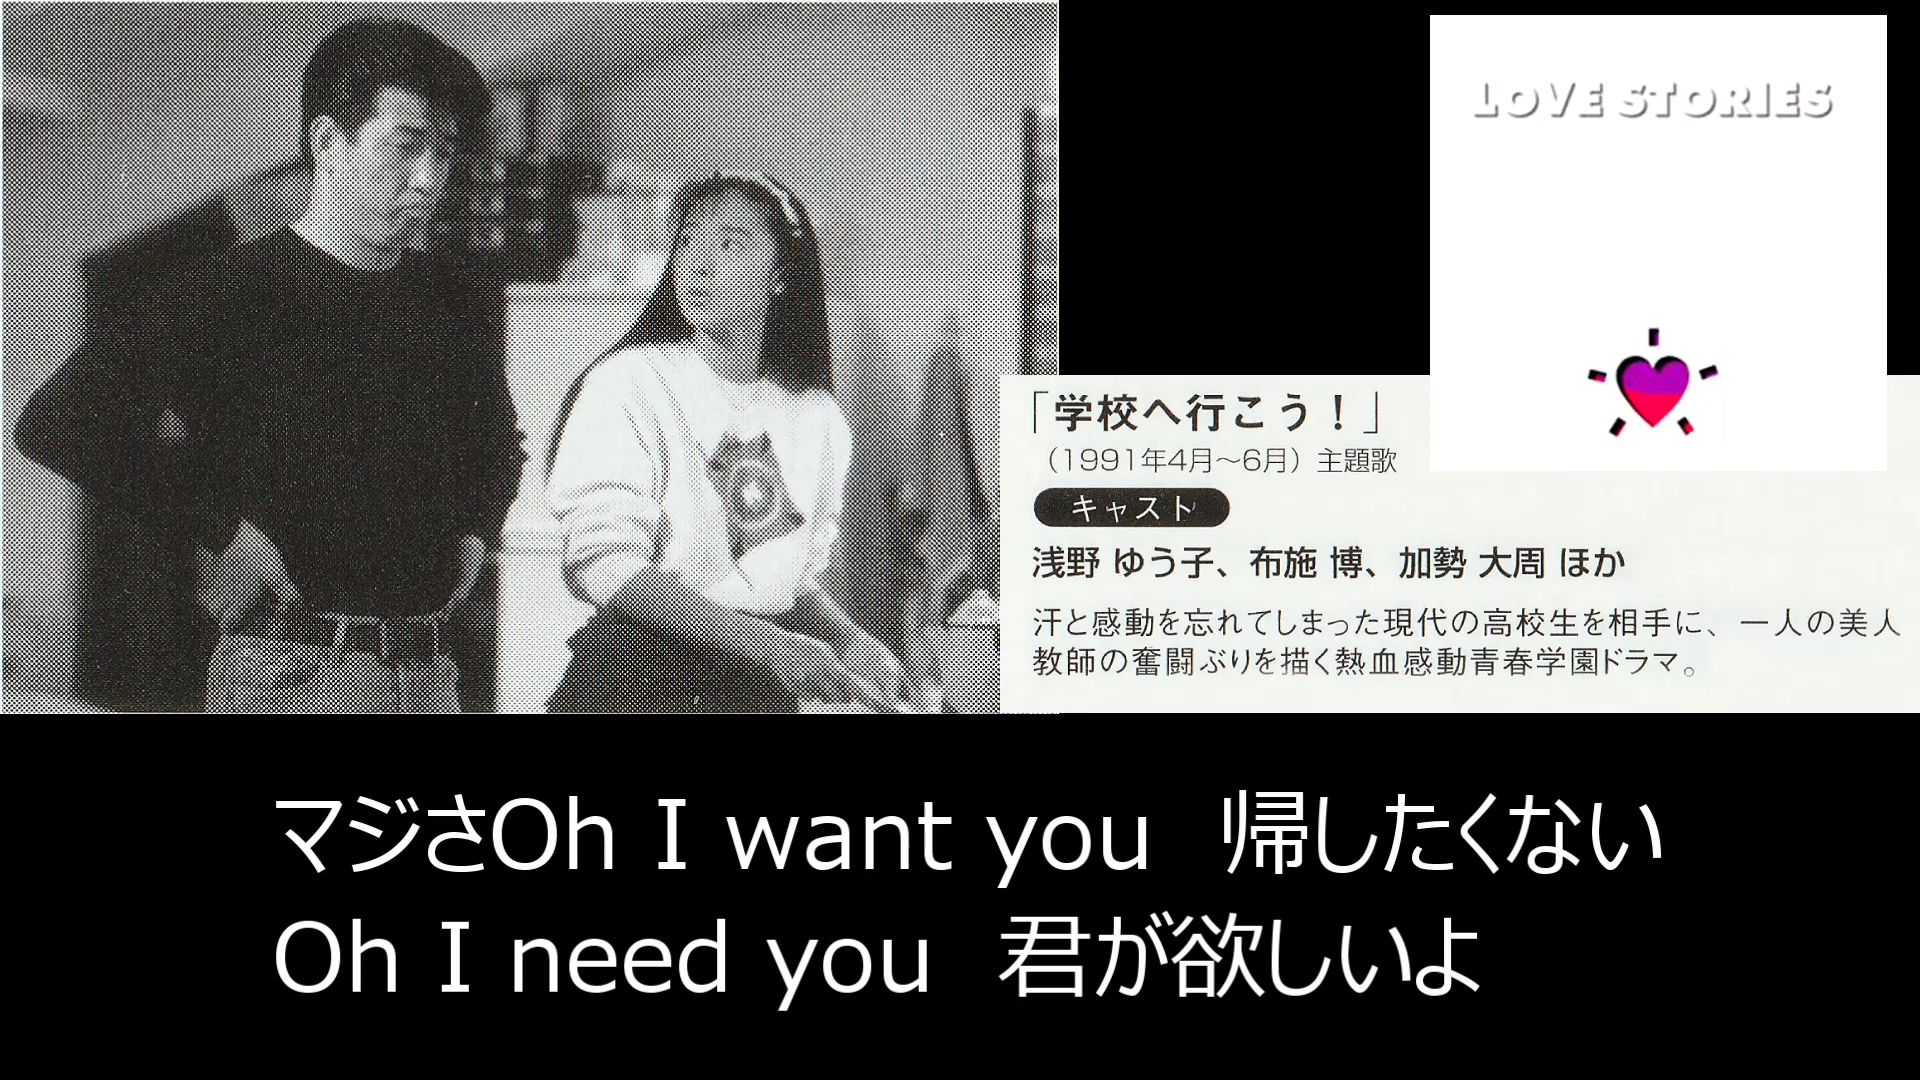 LOVE STORIES
「学校へ行こう！」
（1991年4月〜6月）主題歌
キャスト
浅野 ゆう子、布施 博、加勢 大周 ほか
汗と感動を忘れてしまった現代の高校生を相手に、一人の美人
教師の奮闘ぶりを描く熱血感動青春学園ドラマ。
マジさOh I want you　帰したくない
Oh I need you　君が欲しいよ